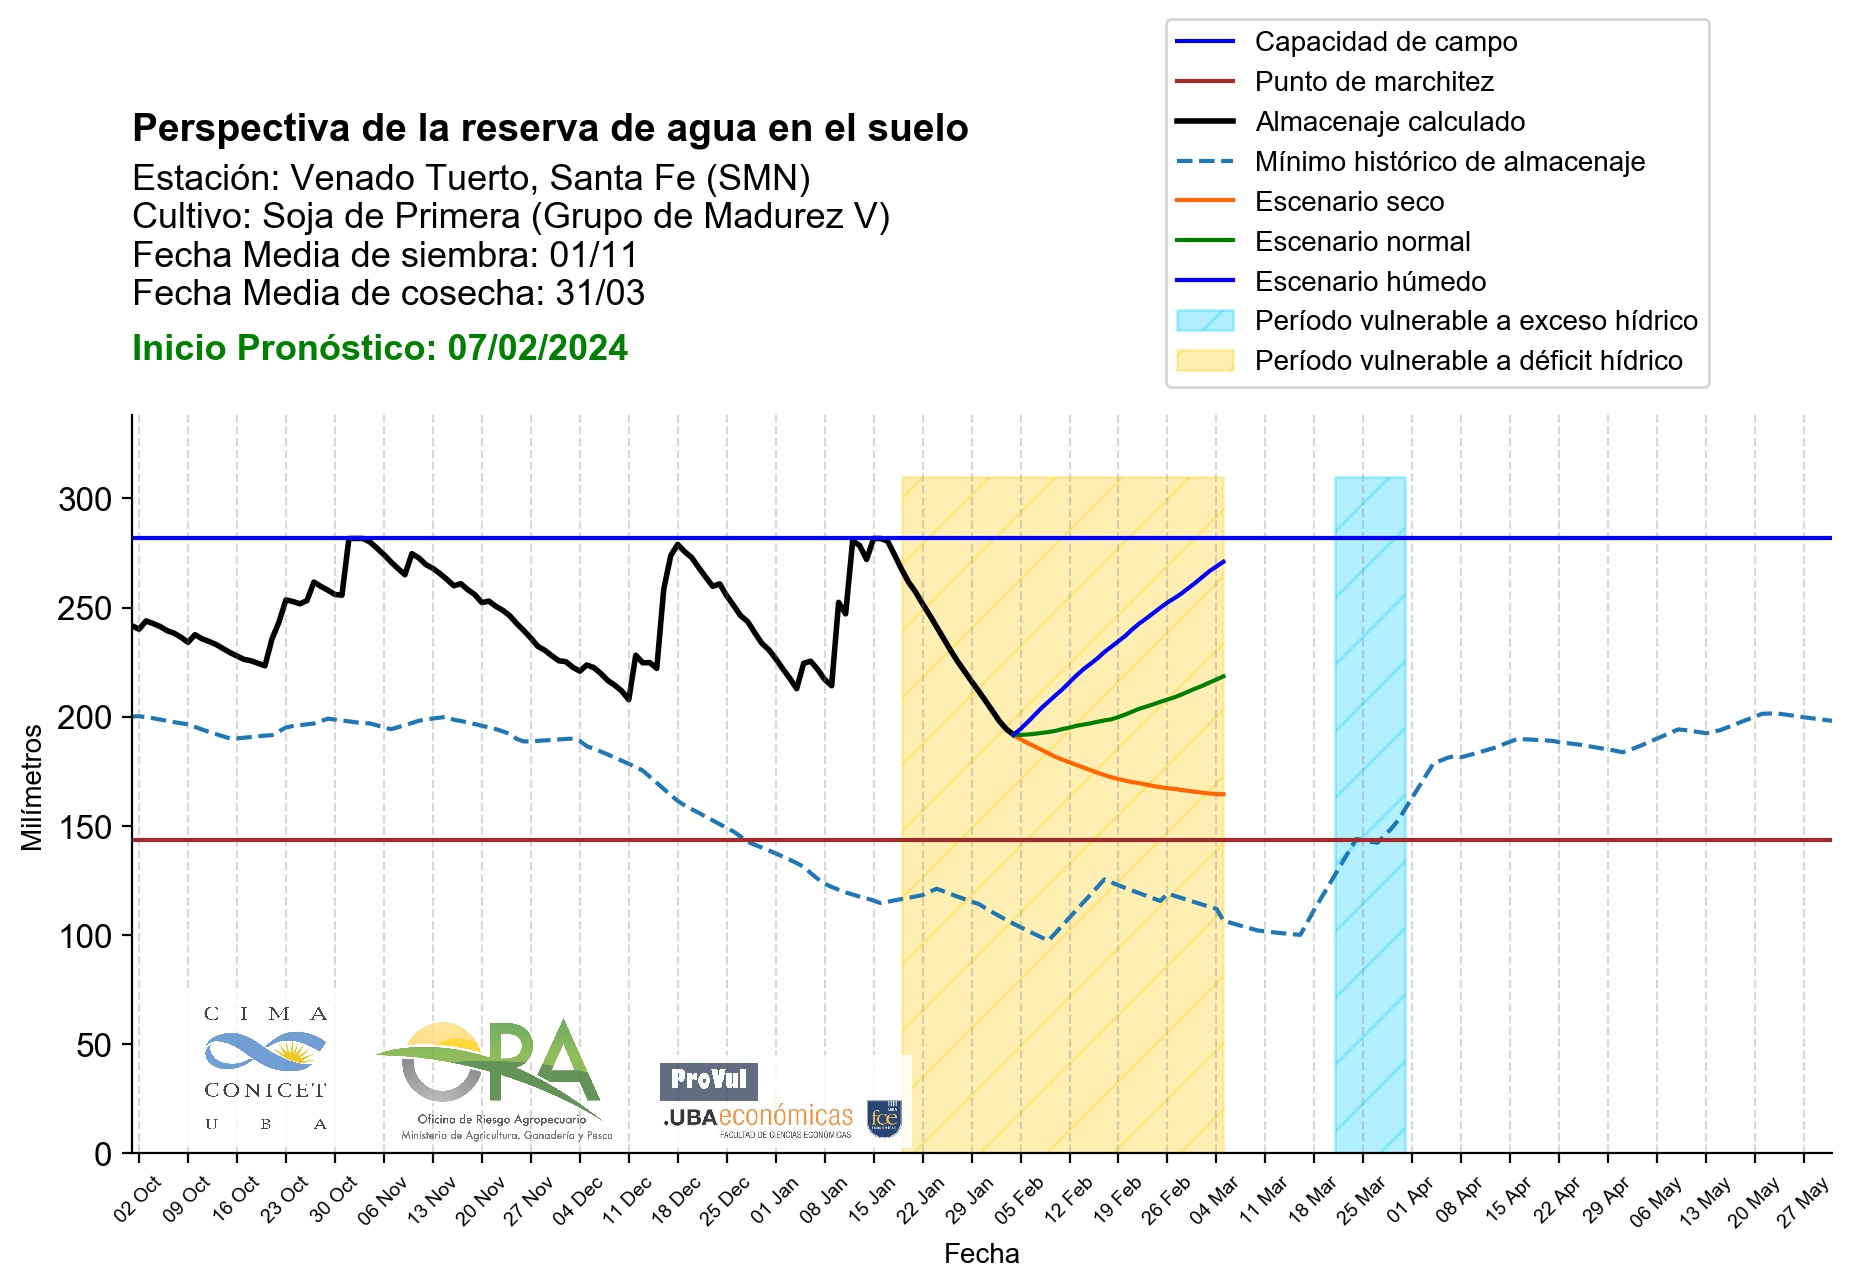 Capacidad de campo
Punto de marchitez
Almacenaje calculado
Mínimo histórico de almacenaje
Escenario seco
Escenario normal
Escenario húmedo
Período vulnerable a exceso hídrico
Período vulnerable a déficit hídrico
Perspectiva de la reserva de agua en el suelo
Estación: Venado Tuerto, Santa Fe (SMN)
Cultivo: Soja de Primera (Grupo de Madurez V)
Fecha Media de siembra: 01/11
Fecha Media de cosecha: 31/03
Inicio Pronóstico: 07/02/2024
Milímetros
300
250
200
150
100
50
0
CIMA
CONICET
UBA
ORA
Oficina de Riesgo Agropecuario
Ministerio de Agricultura, Ganadería y Pesca
ProVul
.UBAeconómicas
FACULTAD DE CIENCIAS ECONÓMICAS
fce
02 Oct
09 Oct
16 Oct
23 Oct
30 Oct
06 Nov
13 Nov
20 Nov
27 Nov
04 Dec
11 Dec
18 Dec
25 Dec
01 Jan
08 Jan
15 Jan
22 Jan
29 Jan
05 Feb
12 Feb
19 Feb
26 Feb
04 Mar
11 Mar
18 Mar
25 Mar
01 Apr
08 Apr
15 Apr
22 Apr
29 Apr
06 May
13 May
20 May
27 May
Fecha